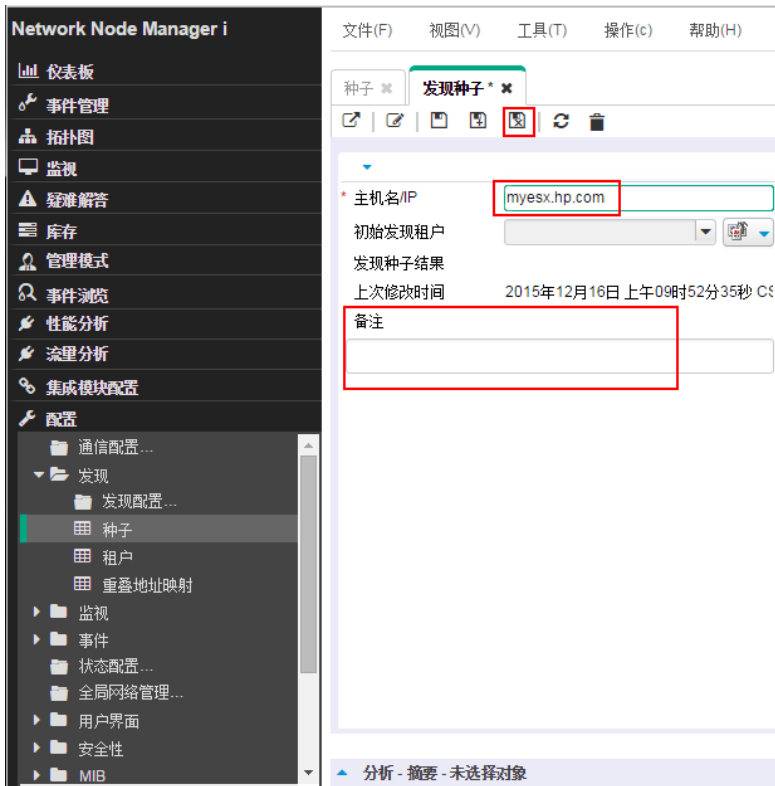 Network Node Manager i
文件(F) 视图(V) 工具(T) 操作(c) 帮助(H)
仪表板
事件管理
拓扑图
监视
疑难解答
库存
管理模式
事件浏览
性能分析
流量分析
集成模块配置
配置
通信配置...
发现
发现配置...
种子
租户
重叠地址映射
监视
事件
状态配置...
全局网络管理...
用户界面
安全性
MIB
种子 发现种子 *
* 主机名/IP myesx.hp.com
初始发现租户
发现种子结果
上次修改时间 2015年12月16日 上午09时52分35秒 CS
备注
分析 - 摘要 - 未选择对象